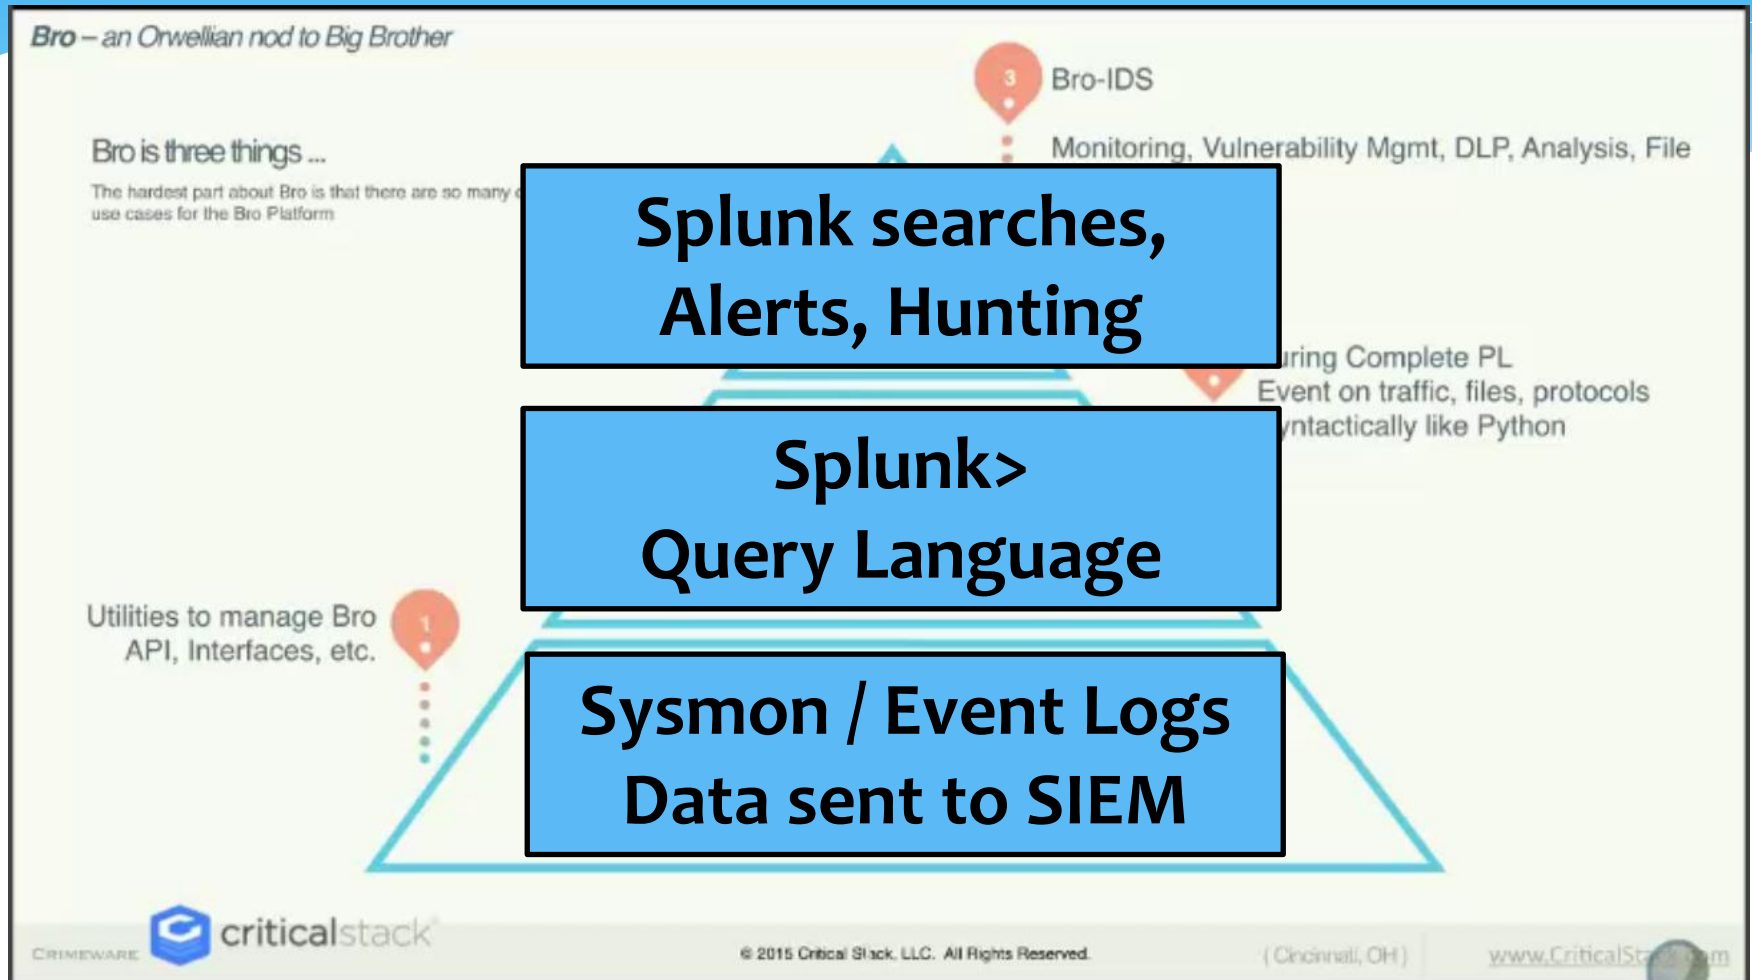 Bro – an Orwellian nod to Big Brother
3
Bro-IDS
Monitoring, Vulnerability Mgmt, DLP, Analysis, File
Bro is three things ...
The hardest part about Bro is that there are so many
use cases for the Bro Platform
Splunk searches,
Alerts, Hunting
uring Complete PL
Event on traffic, files, protocols
yntactically like Python
Splunk>
Query Language
Utilities to manage Bro
API, Interfaces, etc.
1
Sysmon / Event Logs
Data sent to SIEM
CRIMEWARE
criticalstack
© 2015 Critical Stack, LLC. All Rights Reserved.
( Cincinnati, OH )
www.CriticalSta om